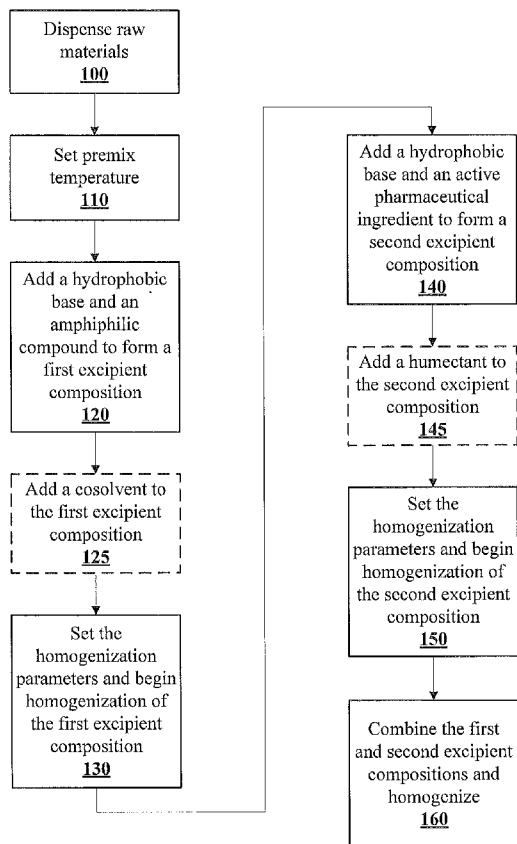 Dispense raw
materials
100
Set premix
temperature
110
Add a hydrophobic
base and an
amphiphilic
compound to form a
first excipient
composition
120
Add a cosolvent to
the first excipient
composition
125
Set the
homogenization
parameters and begin
homogenization of
the first excipient
composition
130
Add a hydrophobic
base and an active
pharmaceutical
ingredient to form a
second excipient
composition
140
Add a humectant to
the second excipient
composition
145
Set the
homogenization
parameters and begin
homogenization of
the second excipient
composition
150
Combine the first
and second excipient
compositions and
homogenize
160